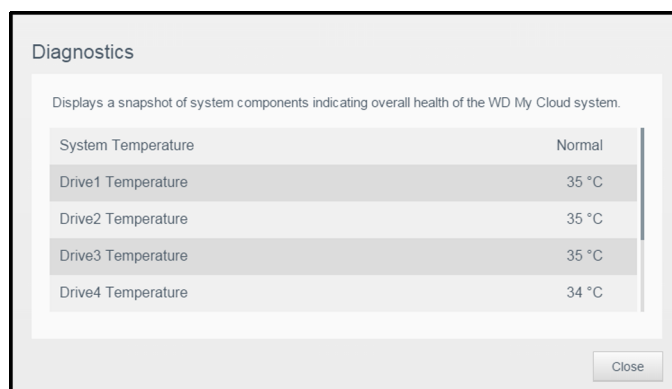 Diagnostics
Displays a snapshot of system components indicating overall health of the WD My Cloud system.
System Temperature Normal
Drive1 Temperature 35 °C
Drive2 Temperature 35 °C
Drive3 Temperature 35 °C
Drive4 Temperature 34 °C
Close